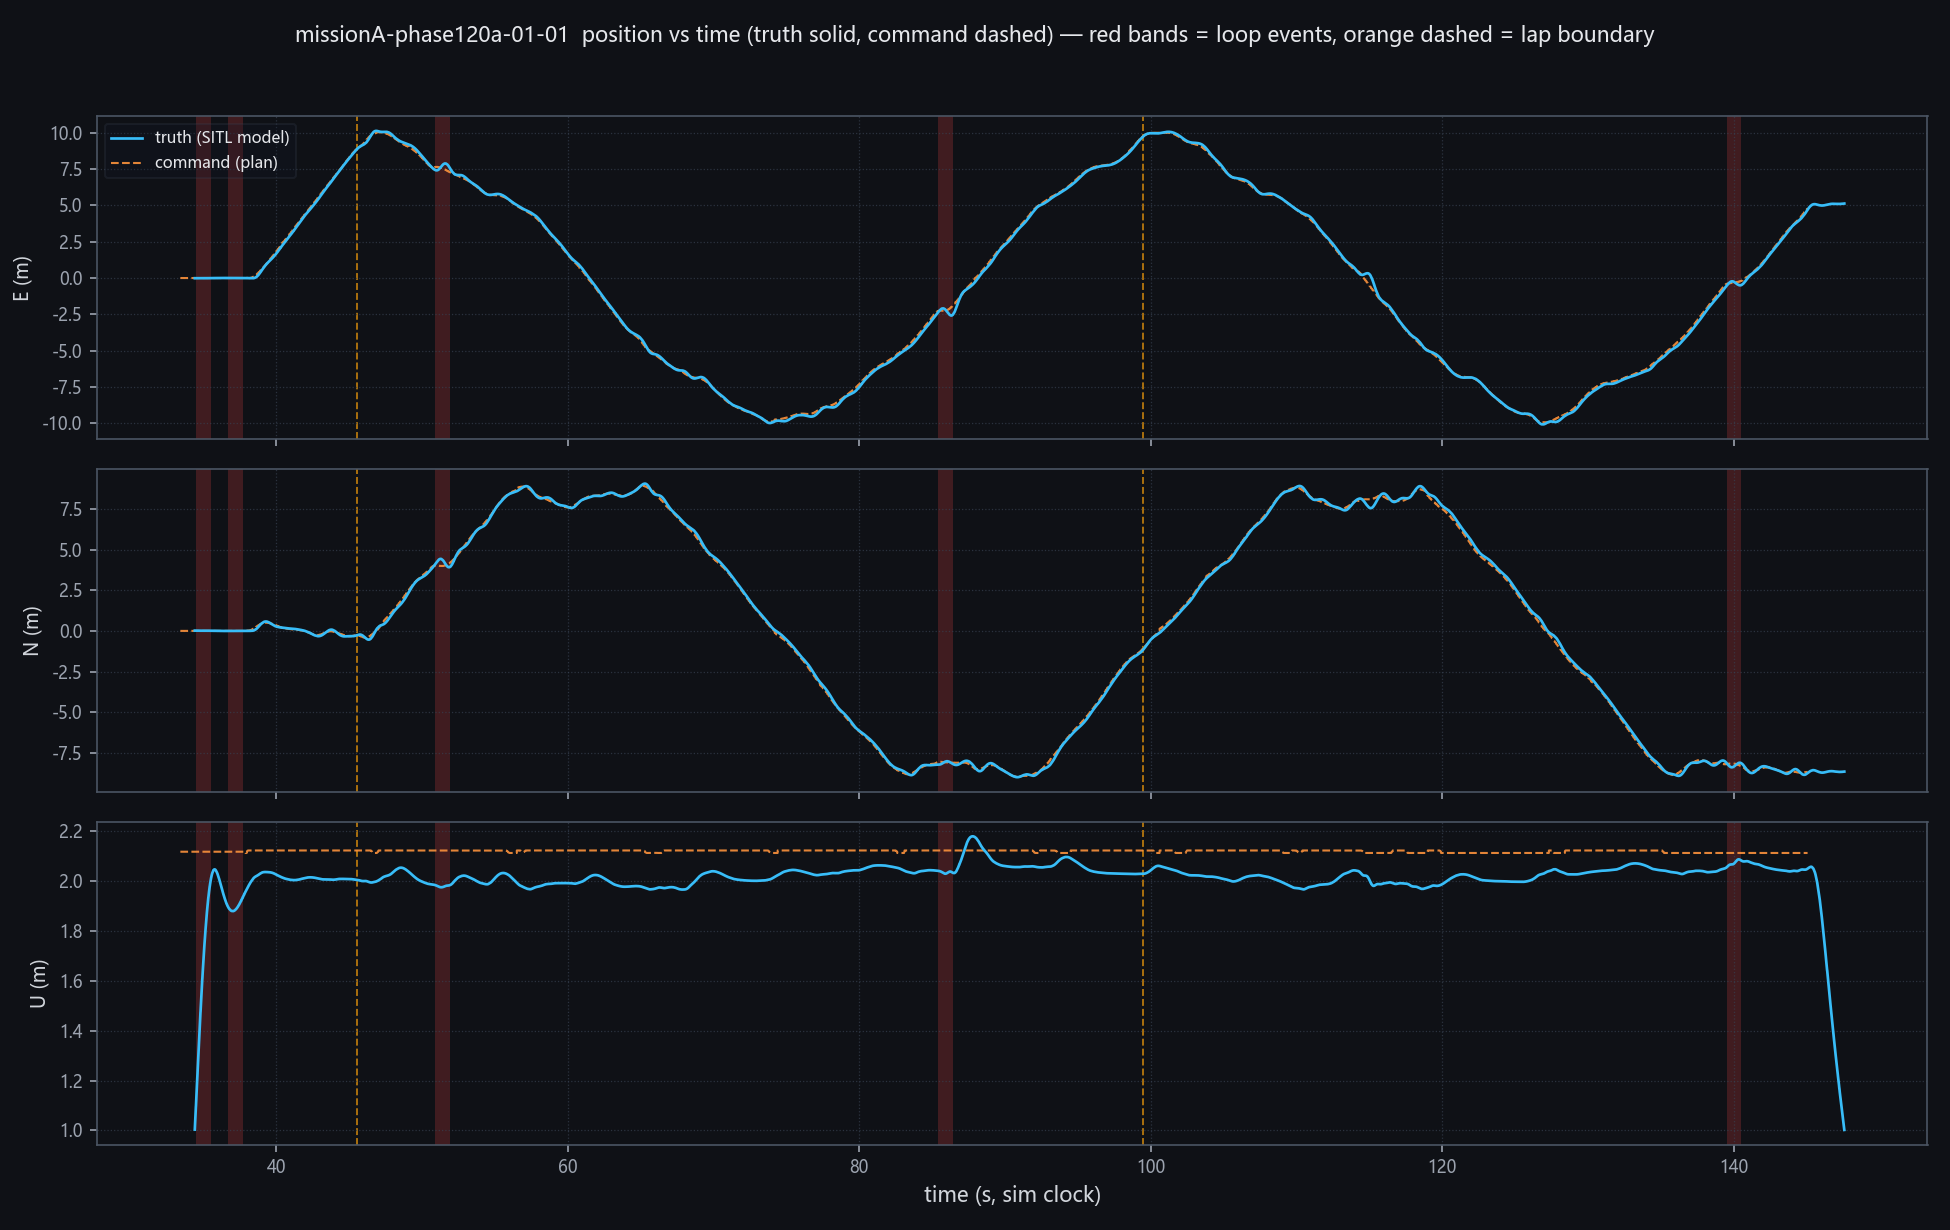 missionA-phase120a-01-01  position vs time (truth solid, command dashed) — red bands = loop events, orange dashed = lap boundary
truth (SITL model)
command (plan)
E (m)
10.0
7.5
5.0
2.5
0.0
-2.5
-5.0
-7.5
-10.0
N (m)
7.5
5.0
2.5
0.0
-2.5
-5.0
-7.5
U (m)
2.2
2.0
1.8
1.6
1.4
1.2
1.0
40 60 80 100 120 140
time (s, sim clock)